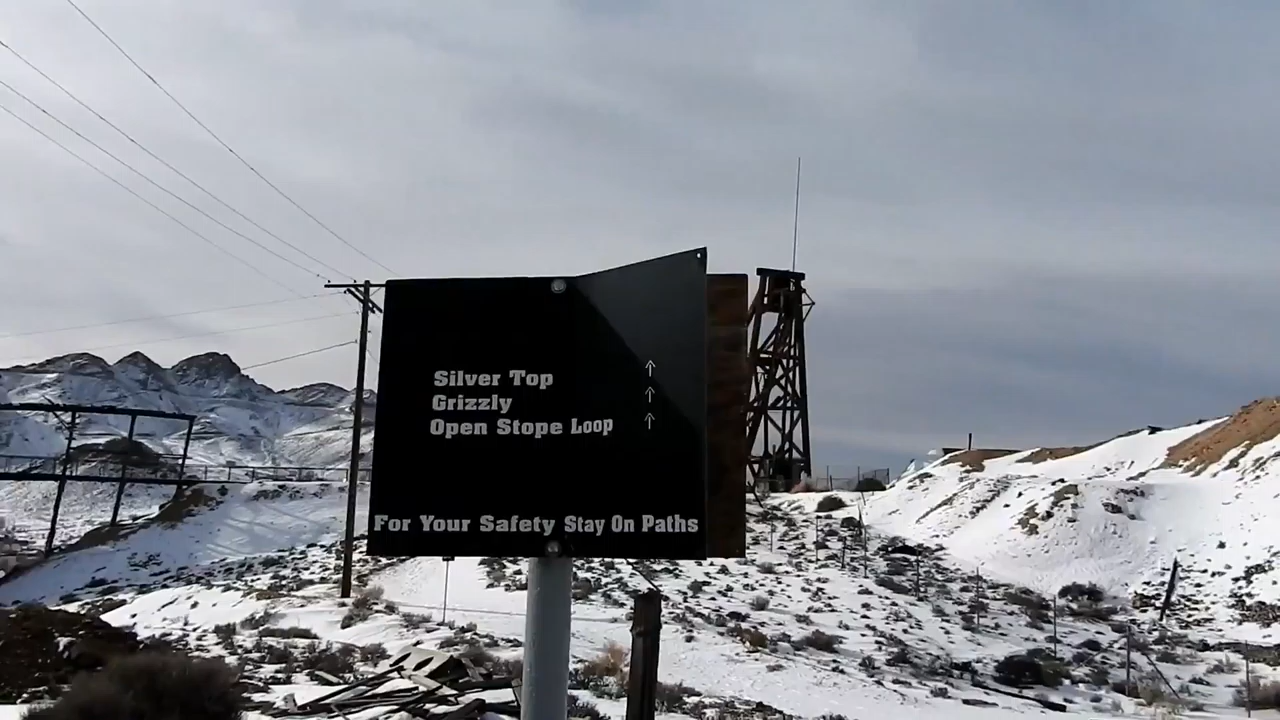 Silver Top ↑
Grizzly ↑
Open Stope Loop ↑
For Your Safety Stay On Paths